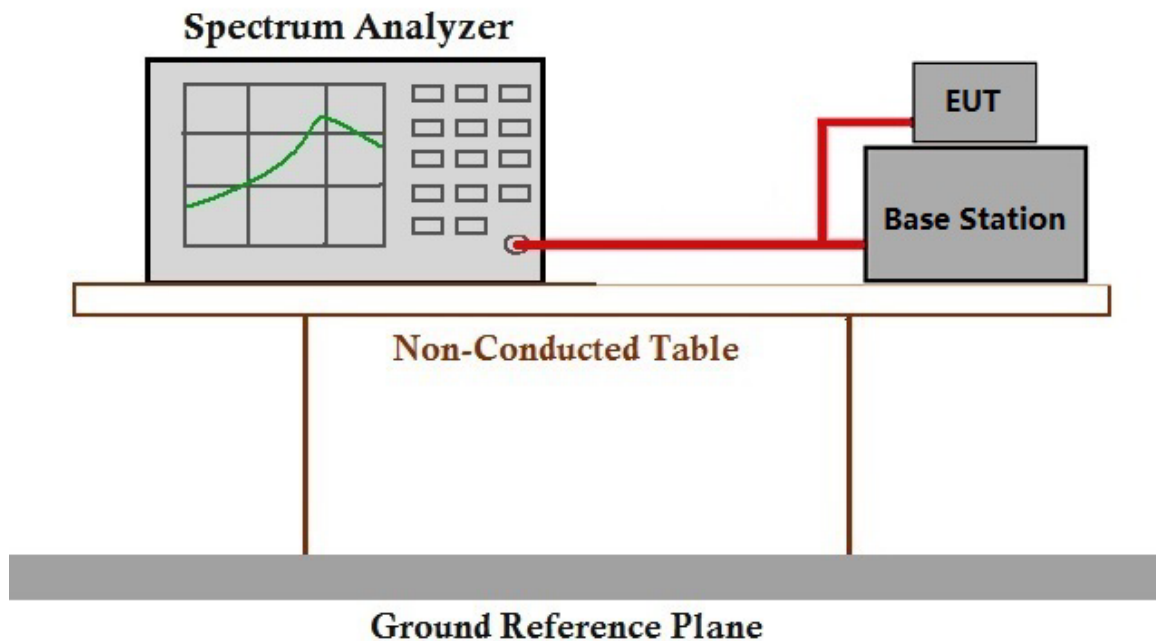 Spectrum Analyzer
EUT
Base Station
Non-Conducted Table
Ground Reference Plane